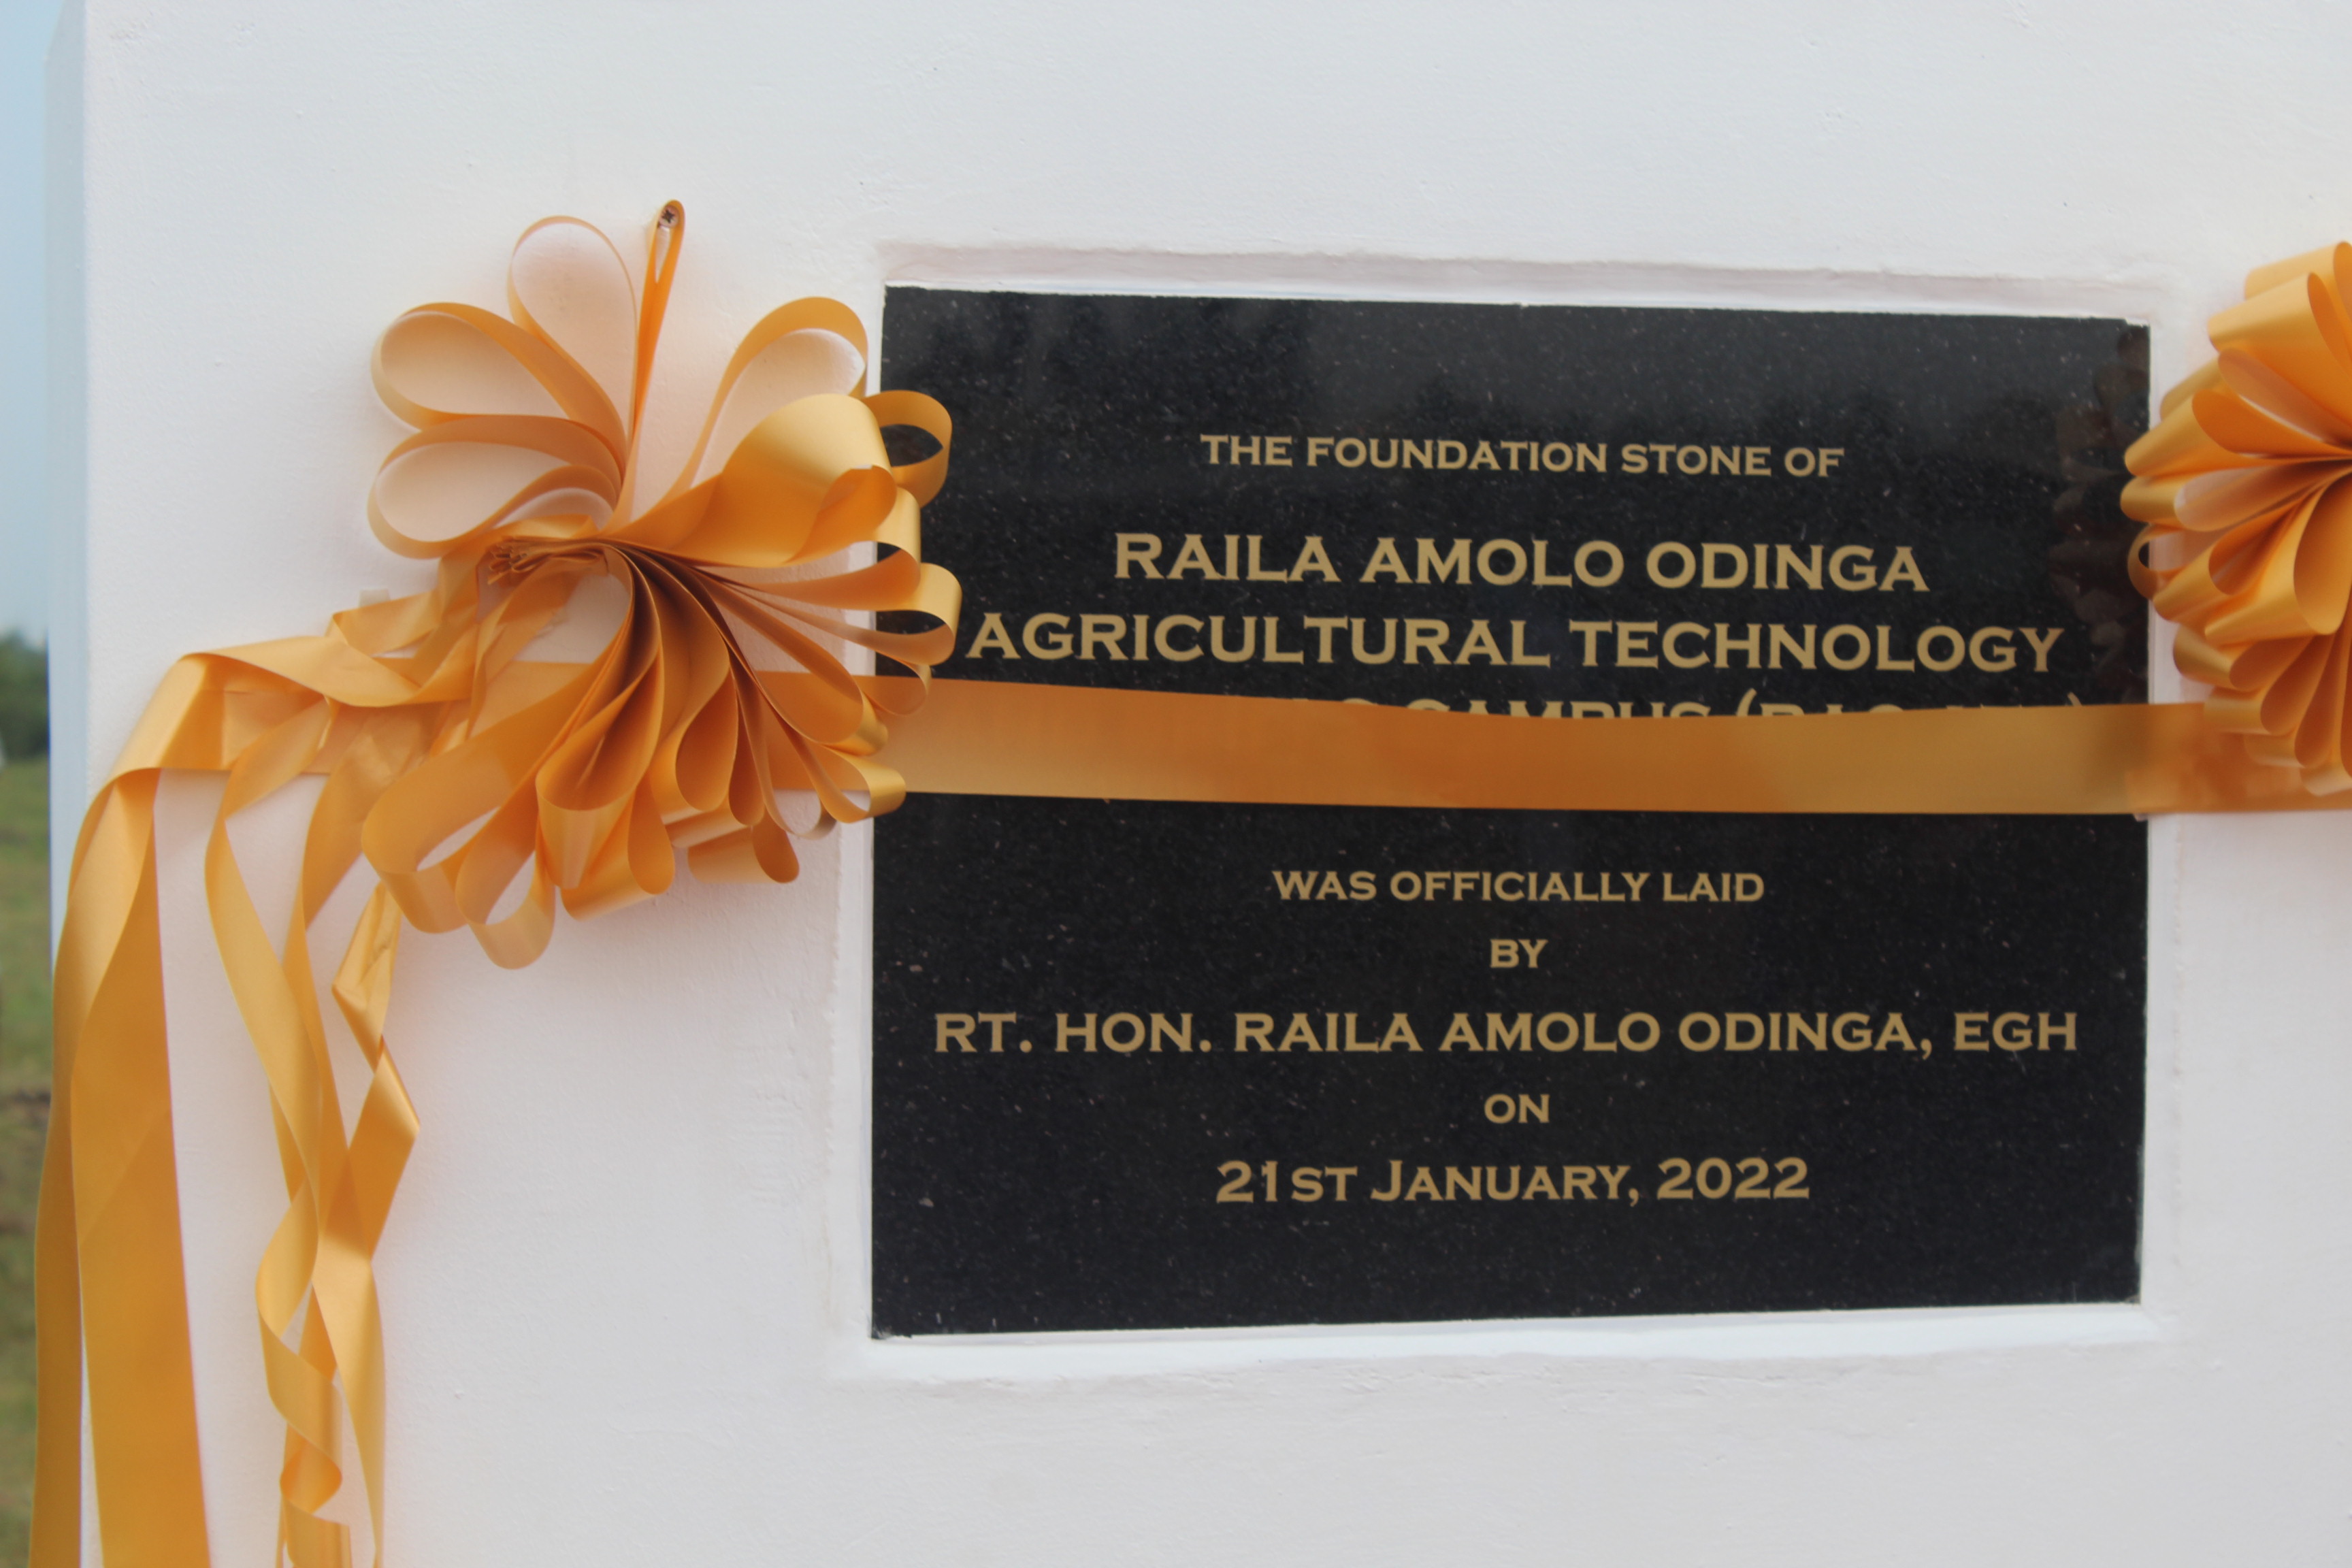 THE FOUNDATION STONE OF
RAILA AMOLO ODINGA
AGRICULTURAL TECHNOLOGY
CAMPUS
WAS OFFICIALLY LAID
BY
RT. HON. RAILA AMOLO ODINGA, EGH
ON
21ST JANUARY, 2022